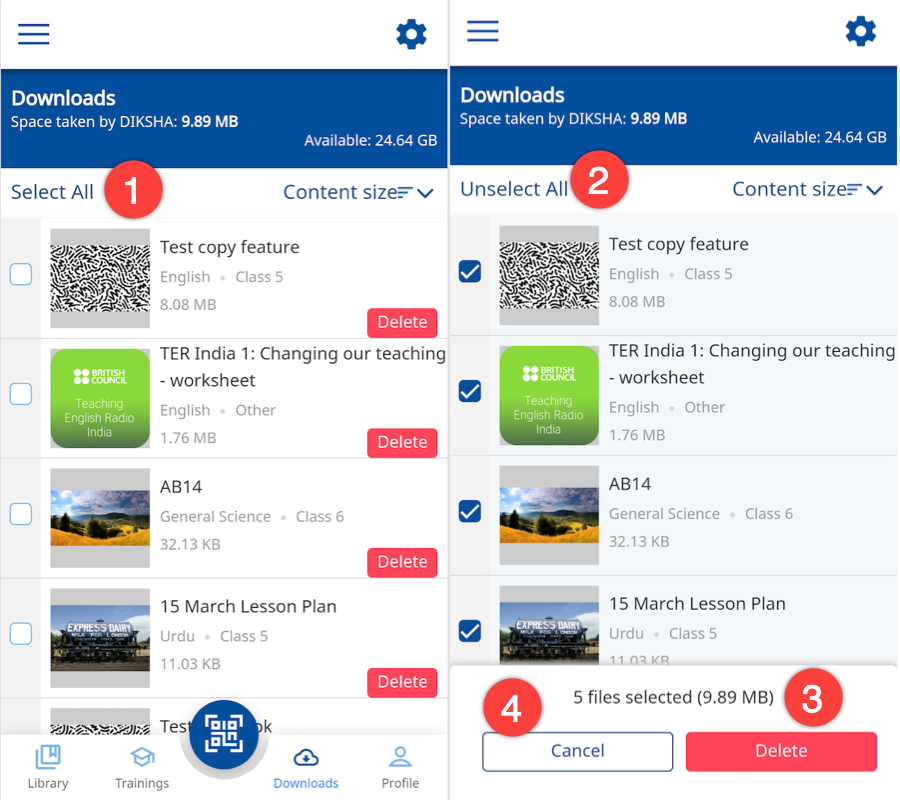 Downloads
Space taken by DIKSHA: 9.89 MB
Available: 24.64 GB
Select All
1
Content size
Test copy feature
English • Class 5
8.08 MB
Delete
TER India 1: Changing our teaching
- worksheet
BRITISH
COUNCIL
Teaching
English Radio
India
English • Other
1.76 MB
Delete
AB14
General Science • Class 6
32.13 KB
Delete
15 March Lesson Plan
EXPRESS DAIRY
MILK FOR LONDON
Urdu • Class 5
11.03 KB
Delete
Library
Trainings
Downloads
Profile
Downloads
Space taken by DIKSHA: 9.89 MB
Available: 24.64 GB
Unselect All
2
Content size
Test copy feature
English • Class 5
8.08 MB
TER India 1: Changing our teaching
- worksheet
BRITISH
COUNCIL
Teaching
English Radio
India
English • Other
1.76 MB
AB14
General Science • Class 6
32.13 KB
15 March Lesson Plan
EXPRESS DAIRY
MILK FOR LONDON
Urdu • Class 5
11.03 KB
5 files selected (9.89 MB)
3
4
Cancel
Delete